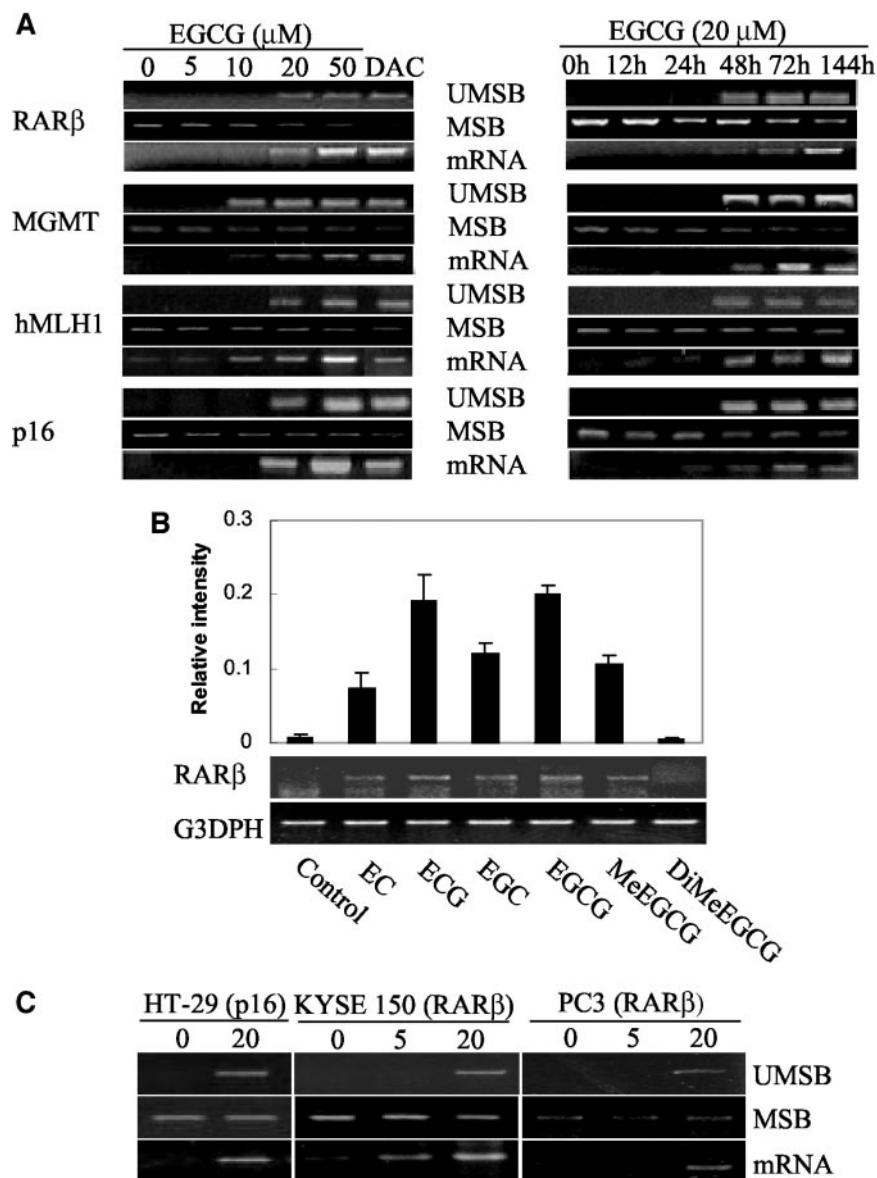 A
EGCG (μM)
0 5 10 20 50 DAC
EGCG (20 μM)
0h 12h 24h 48h 72h 144h
RARβ
UMSB
MSB
mRNA
MGMT
UMSB
MSB
mRNA
hMLH1
UMSB
MSB
mRNA
p16
UMSB
MSB
mRNA
B
Relative intensity
0.3
0.2
0.1
0
RARβ
G3DPH
Control
EC
ECG
EGC
EGCG
MeEGCG
DiMeEGCG
C
HT-29 (p16) KYSE 150 (RARβ) PC3 (RARβ)
0 20 0 5 20 0 5 20
UMSB
MSB
mRNA